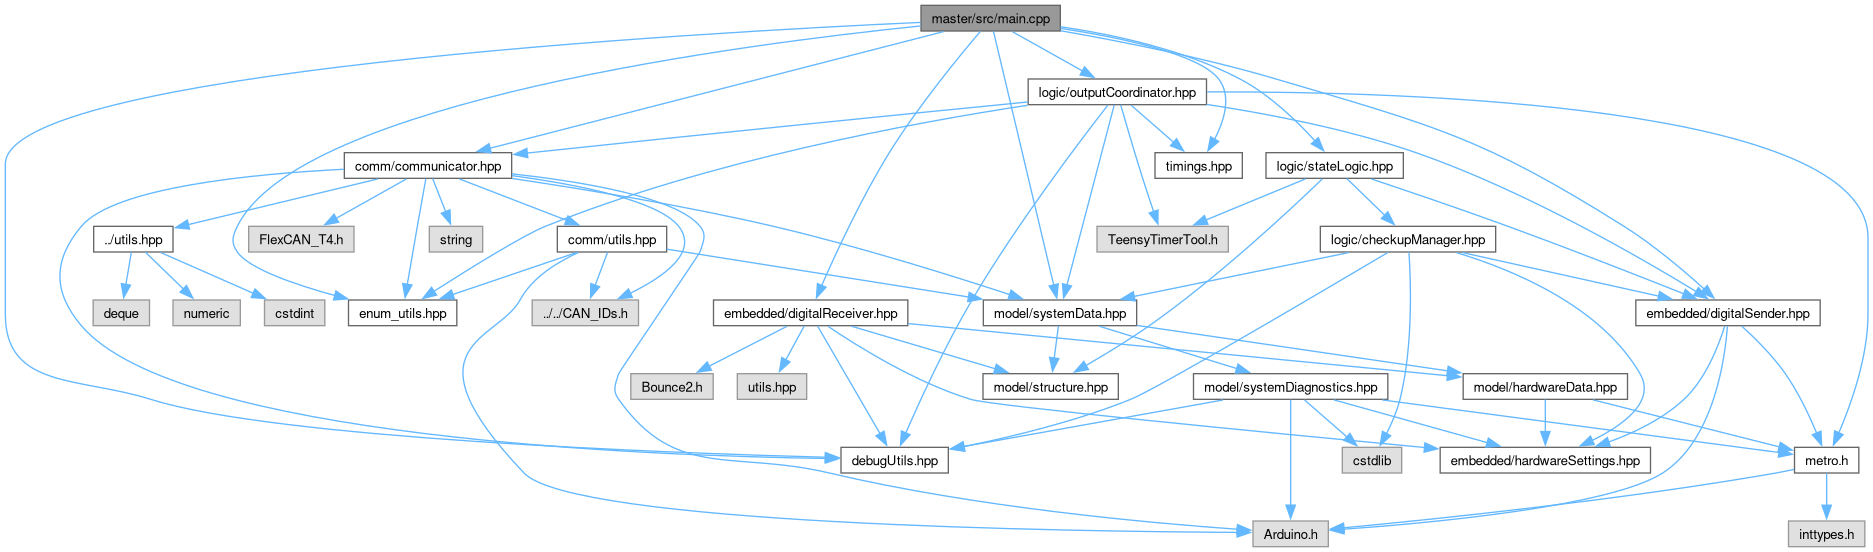 master/src/main.cpp
logic/outputCoordinator.hpp
comm/communicator.hpp
timings.hpp
logic/stateLogic.hpp
../utils.hpp
FlexCAN_T4.h
string
comm/utils.hpp
TeensyTimerTool.h
logic/checkupManager.hpp
deque
numeric
cstdint
enum_utils.hpp
../../CAN_IDs.h
embedded/digitalReceiver.hpp
model/systemData.hpp
embedded/digitalSender.hpp
Bounce2.h
utils.hpp
model/structure.hpp
model/systemDiagnostics.hpp
model/hardwareData.hpp
debugUtils.hpp
cstdlib
embedded/hardwareSettings.hpp
metro.h
Arduino.h
inttypes.h